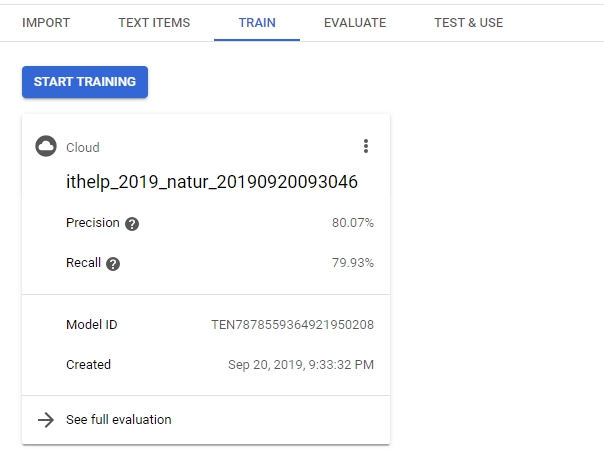 IMPORT TEXT ITEMS TRAIN EVALUATE TEST & USE
START TRAINING
Cloud
ithelp_2019_natur_20190920093046
Precision ? 80.07%
Recall ? 79.93%
Model ID TEN7878559364921950208
Created Sep 20, 2019, 9:33:32 PM
See full evaluation